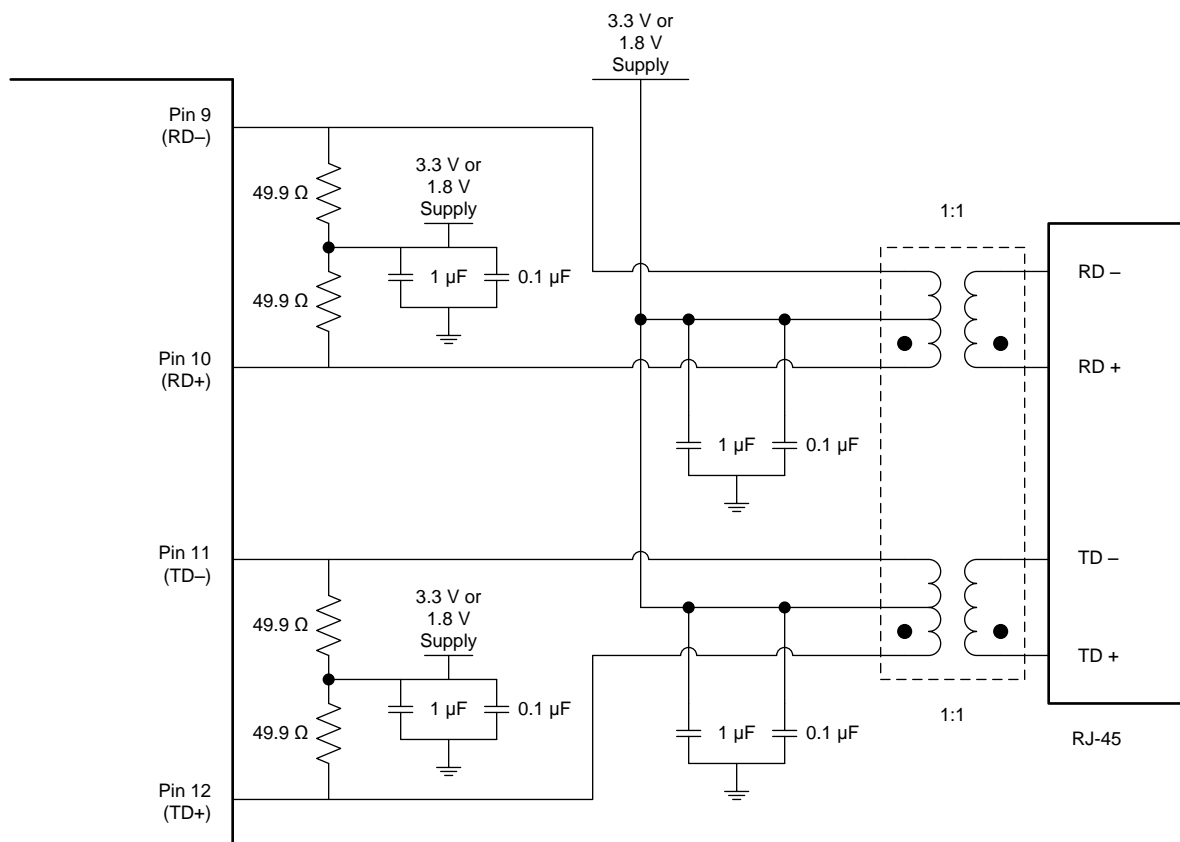 3.3 V or
1.8 V
Supply
Pin 9
(RD–)
3.3 V or
1.8 V
Supply
49.9 Ω
1 µF
0.1 µF
49.9 Ω
Pin 10
(RD+)
1:1
RD –
RD +
1 µF
0.1 µF
Pin 11
(TD–)
3.3 V or
1.8 V
Supply
49.9 Ω
1 µF
0.1 µF
49.9 Ω
Pin 12
(TD+)
TD –
TD +
1 µF
0.1 µF
1:1
RJ-45